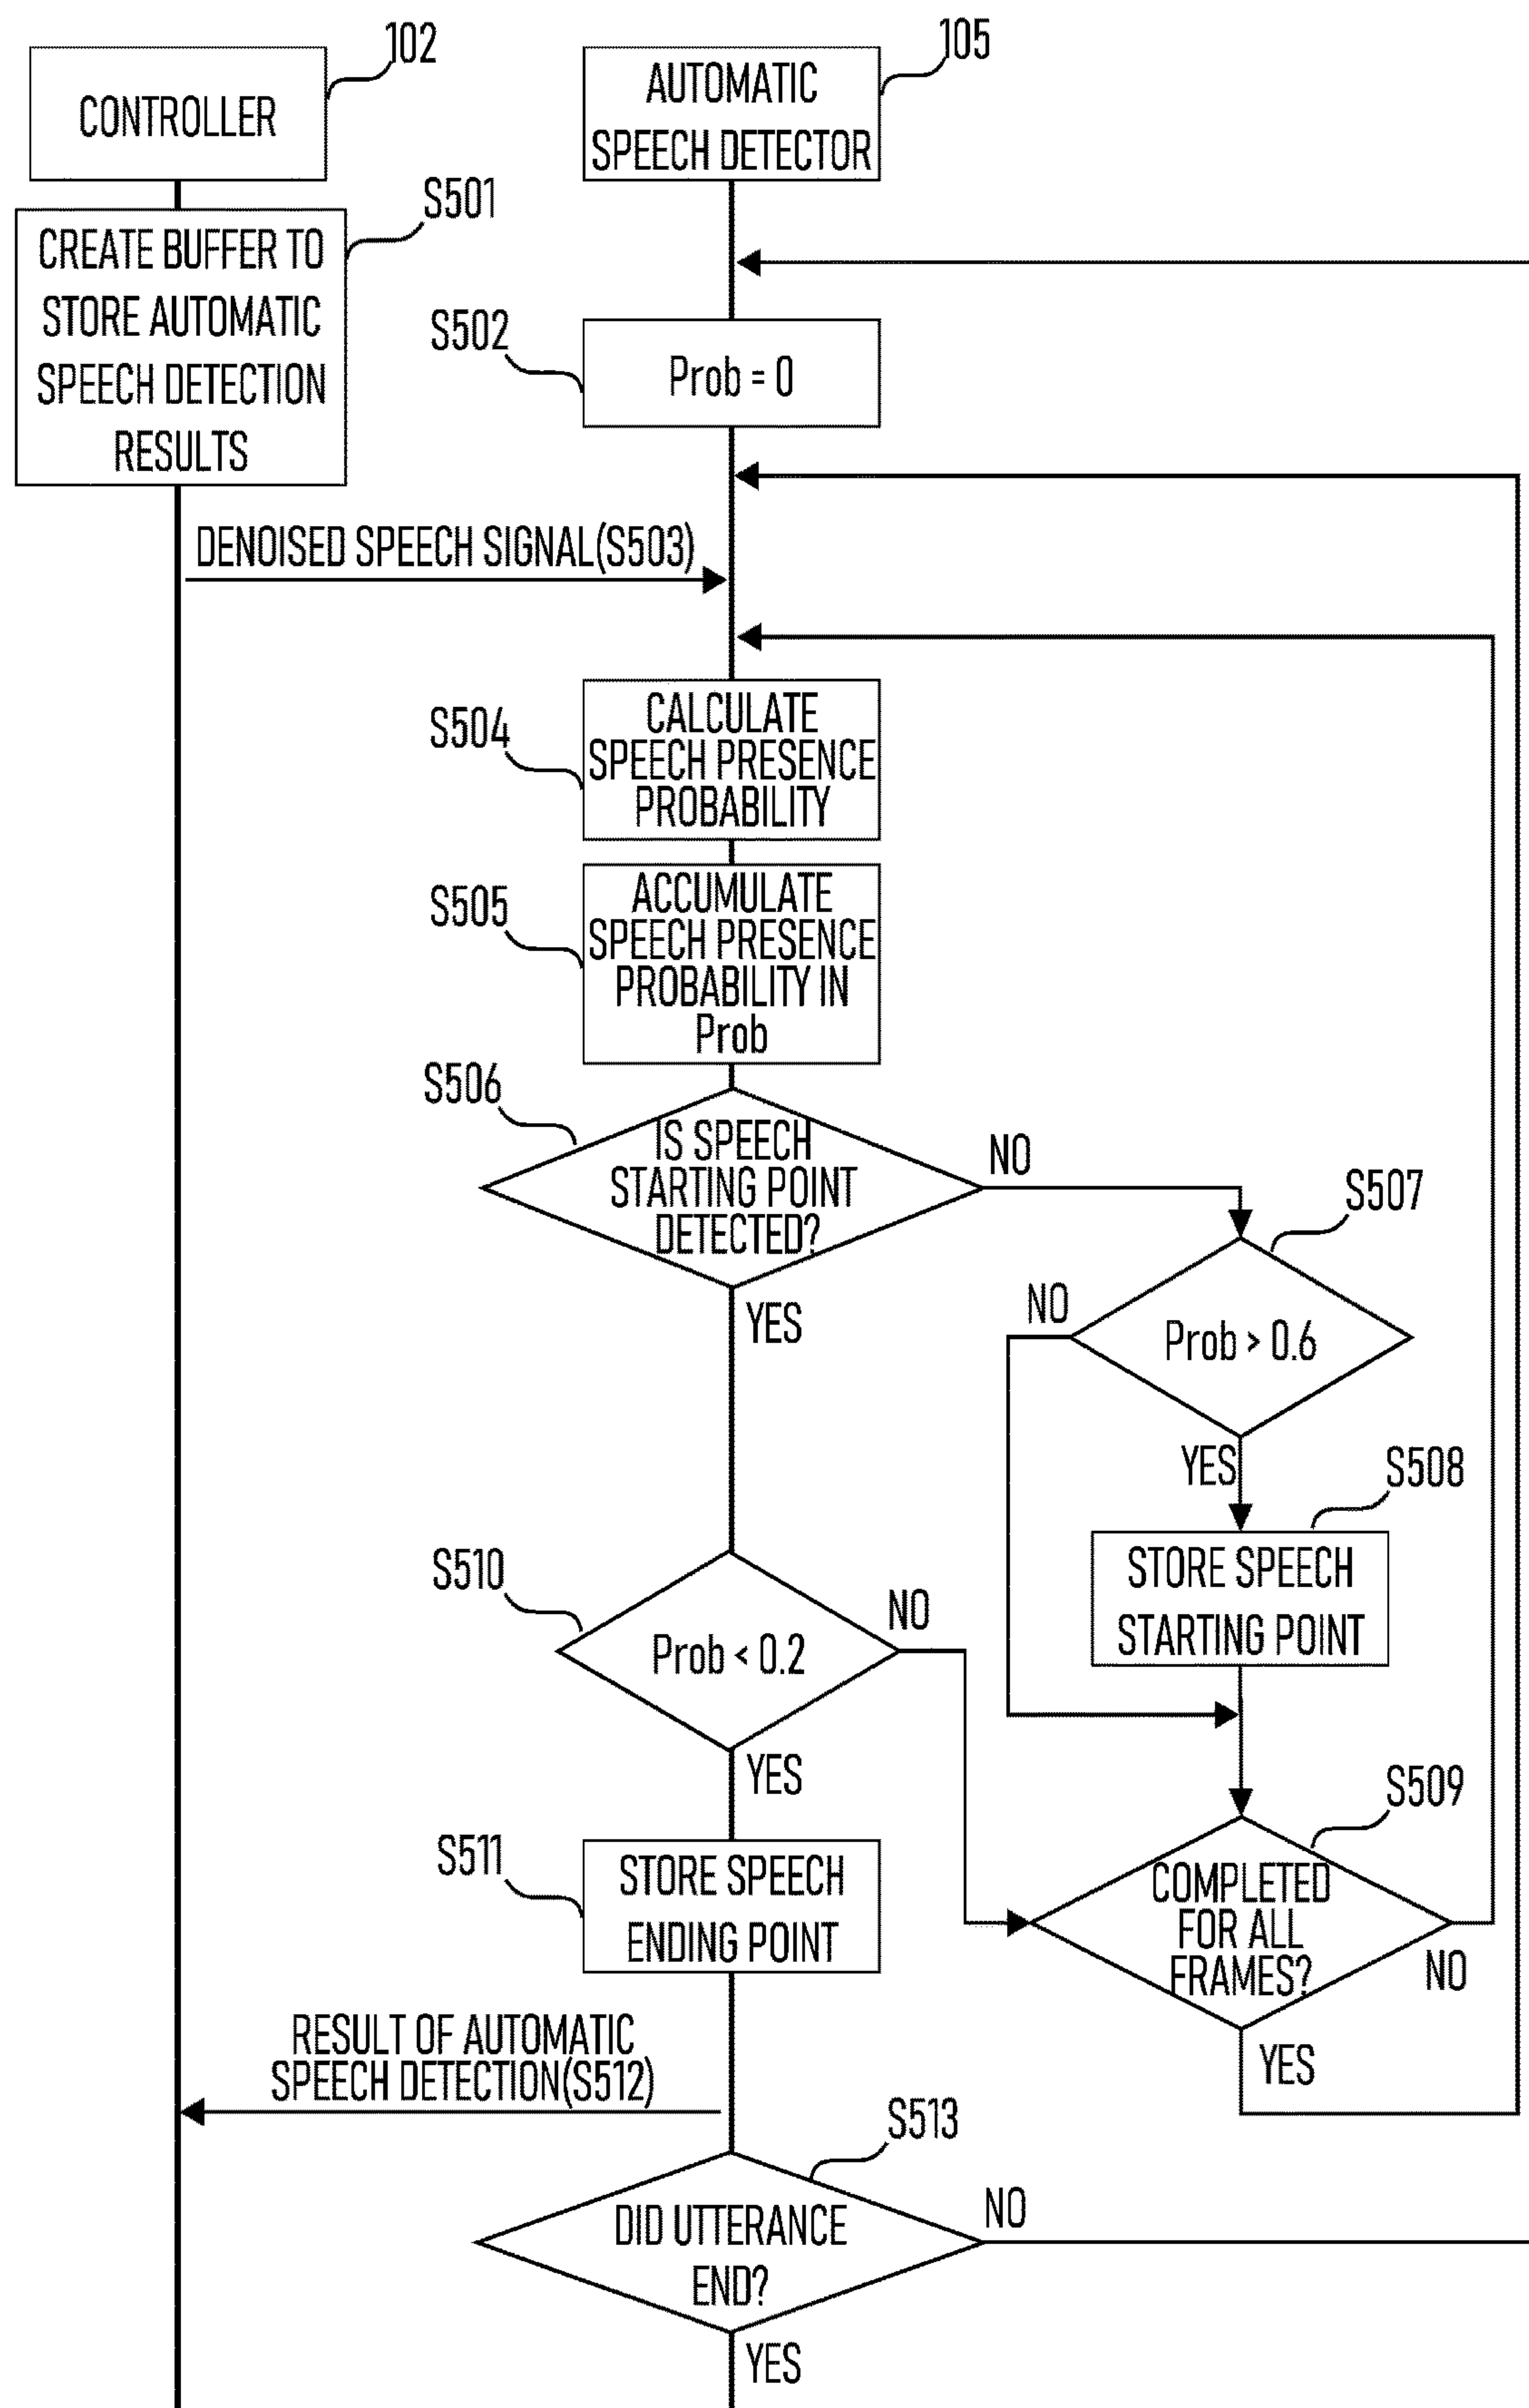 102
CONTROLLER
105
AUTOMATIC
SPEECH DETECTOR
S501
CREATE BUFFER TO
STORE AUTOMATIC
SPEECH DETECTION
RESULTS
S502
Prob = 0
DENOISED SPEECH SIGNAL(S503)
S504
CALCULATE
SPEECH PRESENCE
PROBABILITY
S505
ACCUMULATE
SPEECH PRESENCE
PROBABILITY IN
Prob
S506
IS SPEECH
STARTING POINT
DETECTED?
NO
YES
S507
Prob > 0.6
NO
YES
S508
STORE SPEECH
STARTING POINT
S510
Prob < 0.2
NO
YES
S509
COMPLETED
FOR ALL
FRAMES?
NO
YES
S511
STORE SPEECH
ENDING POINT
RESULT OF AUTOMATIC
SPEECH DETECTION(S512)
S513
DID UTTERANCE
END?
NO
YES